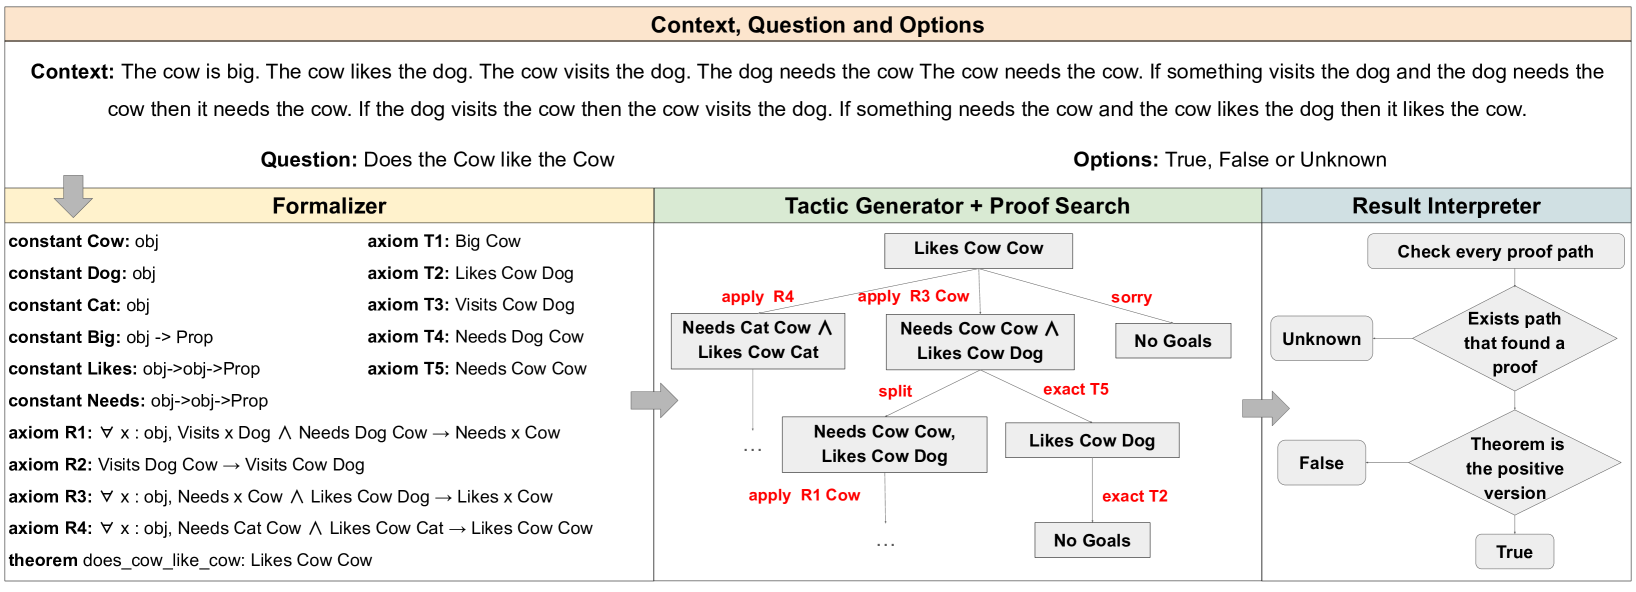 Context, Question and Options
Context: The cow is big. The cow likes the dog. The cow visits the dog. The dog needs the cow The cow needs the cow. If something visits the dog and the dog needs the
cow then it needs the cow. If the dog visits the cow then the cow visits the dog. If something needs the cow and the cow likes the dog then it likes the cow.
Question: Does the Cow like the Cow
Options: True, False or Unknown
Formalizer
constant Cow: obj
constant Dog: obj
constant Cat: obj
constant Big: obj -> Prop
constant Likes: obj->obj->Prop
constant Needs: obj->obj->Prop
axiom T1: Big Cow
axiom T2: Likes Cow Dog
axiom T3: Visits Cow Dog
axiom T4: Needs Dog Cow
axiom T5: Needs Cow Cow
axiom R1: ∀ x : obj, Visits x Dog ∧ Needs Dog Cow → Needs x Cow
axiom R2: Visits Dog Cow → Visits Cow Dog
axiom R3: ∀ x : obj, Needs x Cow ∧ Likes Cow Dog → Likes x Cow
axiom R4: ∀ x : obj, Needs Cat Cow ∧ Likes Cow Cat → Likes Cow Cow
theorem does_cow_like_cow: Likes Cow Cow
Tactic Generator + Proof Search
Likes Cow Cow
apply R4
apply R3 Cow
sorry
Needs Cat Cow ∧
Likes Cow Cat
Needs Cow Cow ∧
Likes Cow Dog
No Goals
split
exact T5
...
Needs Cow Cow,
Likes Cow Dog
Likes Cow Dog
apply R1 Cow
exact T2
...
No Goals
Result Interpreter
Check every proof path
Exists path
that found a
proof
Unknown
Theorem is
the positive
version
False
True